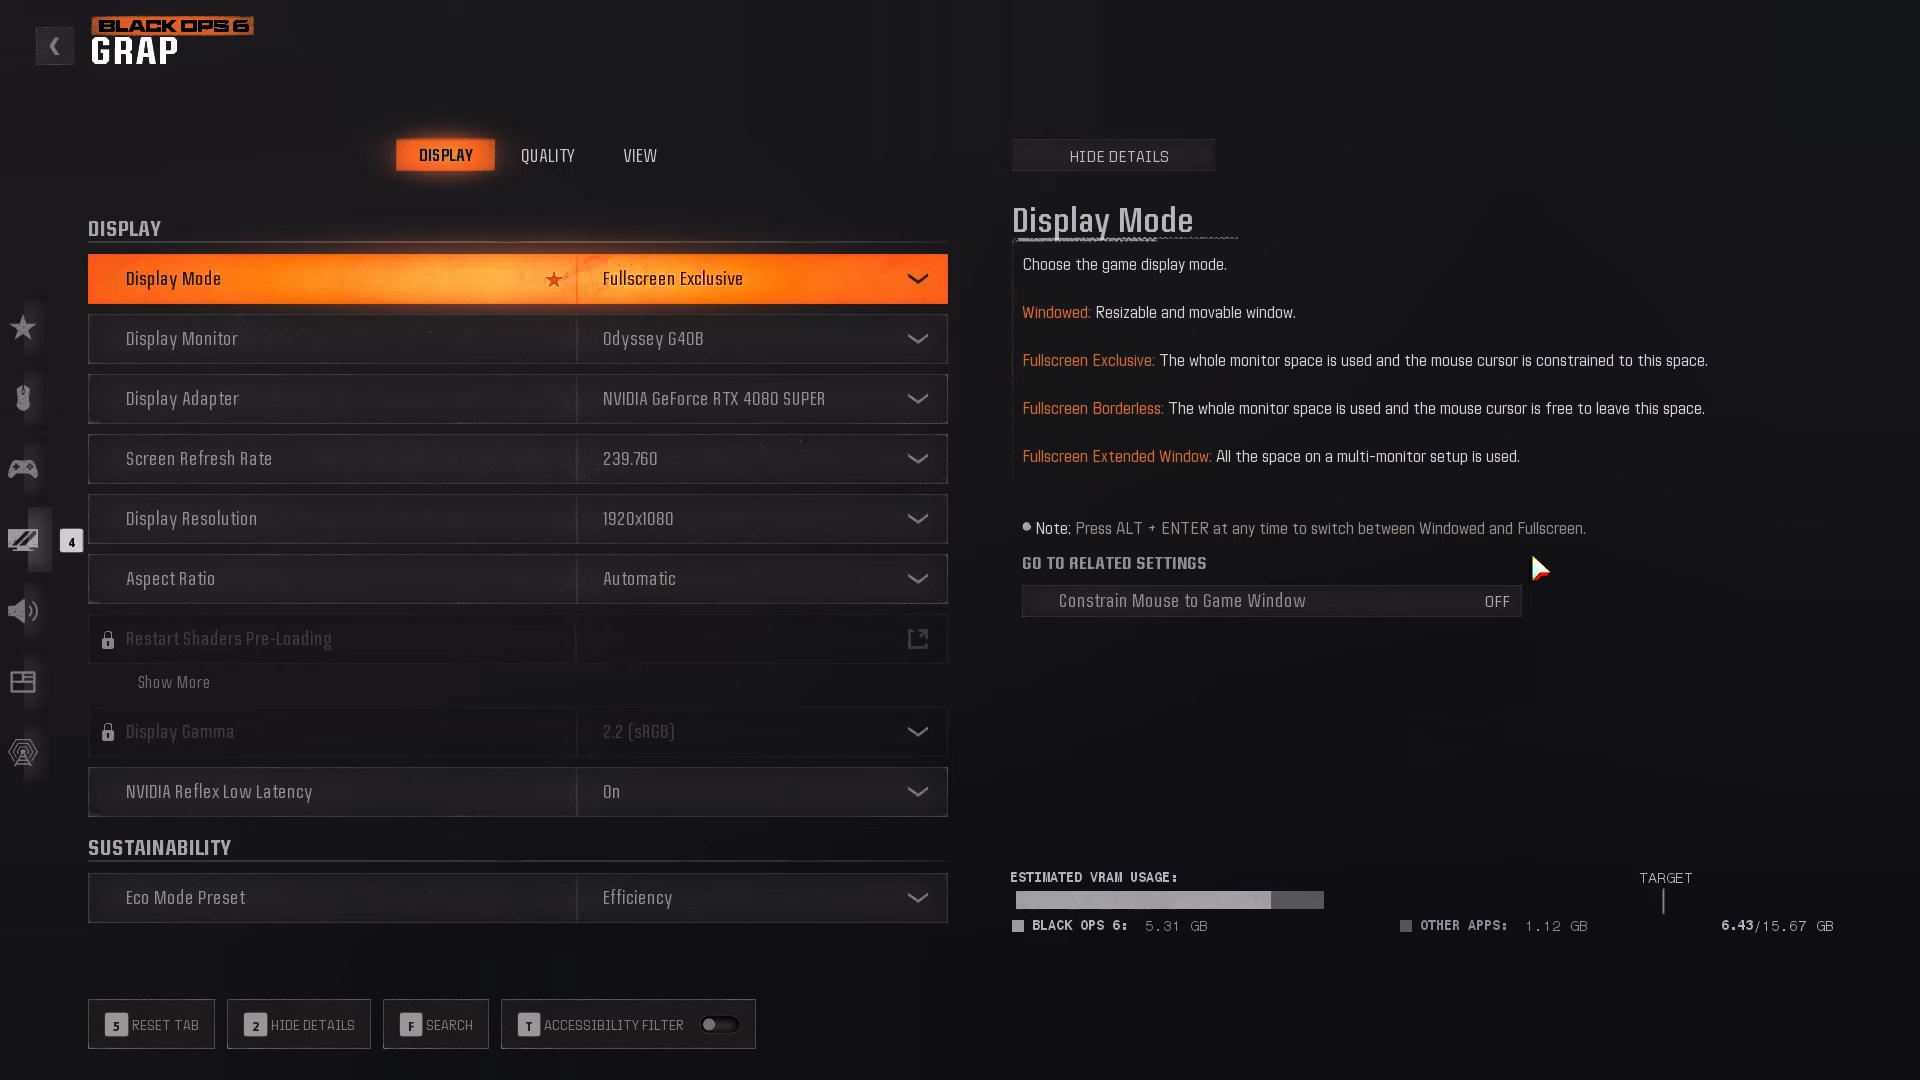 BLACK OPS 6
GRAP
DISPLAY QUALITY VIEW
HIDE DETAILS
DISPLAY
Display Mode Fullscreen Exclusive
Display Monitor Odyssey G40B
Display Adapter NVIDIA GeForce RTX 4080 SUPER
Screen Refresh Rate 239.760
Display Resolution 1920x1080
4
Aspect Ratio Automatic
Restart Shaders Pre-Loading
Show More
Display Gamma 2.2 (sRGB)
NVIDIA Reflex Low Latency On
SUSTAINABILITY
Eco Mode Preset Efficiency
Display Mode
Choose the game display mode.
Windowed: Resizable and movable window.
Fullscreen Exclusive: The whole monitor space is used and the mouse cursor is constrained to this space.
Fullscreen Borderless: The whole monitor space is used and the mouse cursor is free to leave this space.
Fullscreen Extended Window: All the space on a multi-monitor setup is used.
Note: Press ALT + ENTER at any time to switch between Windowed and Fullscreen.
GO TO RELATED SETTINGS
Constrain Mouse to Game Window OFF
ESTIMATED VRAM USAGE: TARGET
BLACK OPS 6: 5.31 GB OTHER APPS: 1.12 GB 6.43/15.67 GB
5 RESET TAB 2 HIDE DETAILS F SEARCH T ACCESSIBILITY FILTER